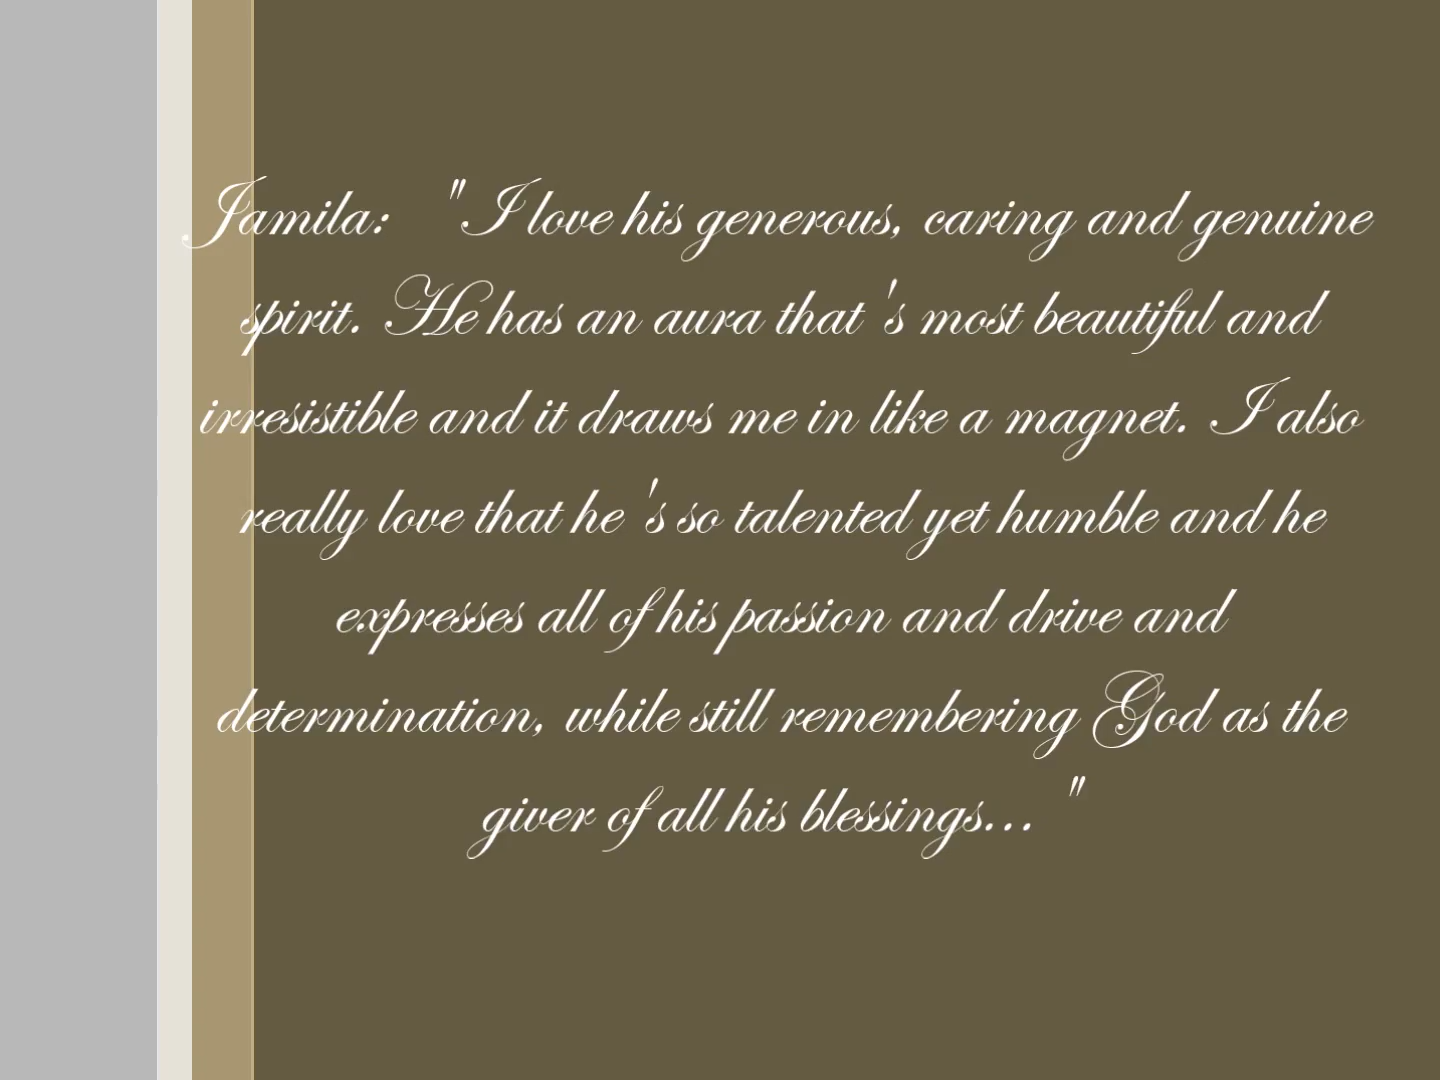 Jamila: "I love his generous, caring and genuine
spirit. He has an aura that's most beautiful and
irresistible and it draws me in like a magnet. I also
really love that he's so talented yet humble and he
expresses all of his passion and drive and
determination, while still remembering God as the
giver of all his blessings..."